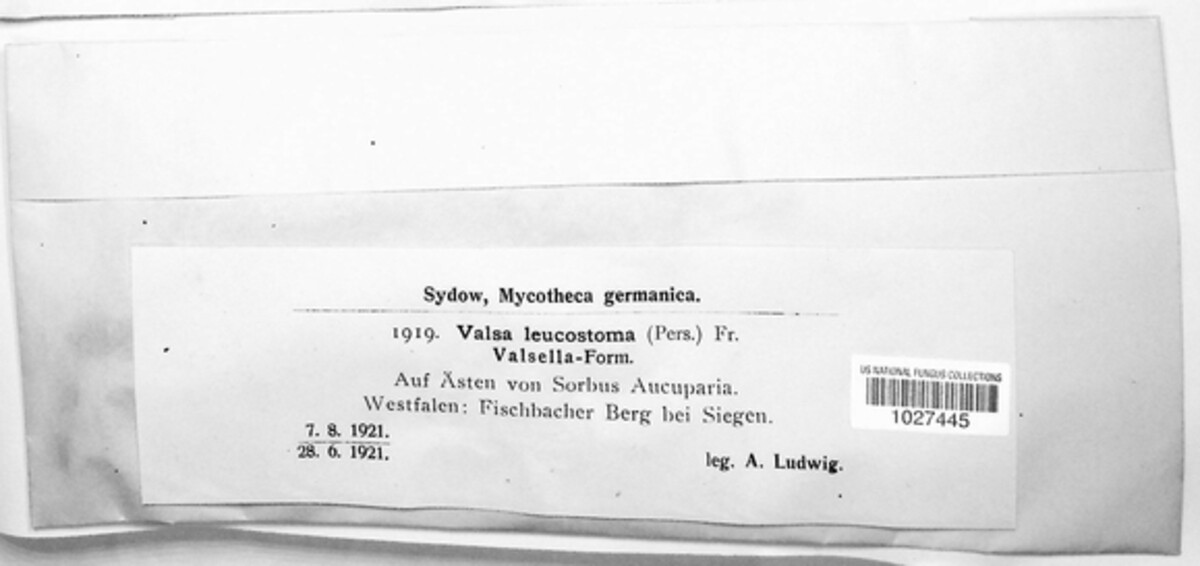 Sydow, Mycotheca germanica.
1919. Valsa leucostoma (Pers.) Fr.
Valsella-Form.
Auf Ästen von Sorbus Aucuparia.
Westfalen: Fischbacher Berg bei Siegen.
7. 8. 1921.
28. 6. 1921.
leg. A. Ludwig.
US NATIONAL FUNGUS COLLECTIONS
1027445